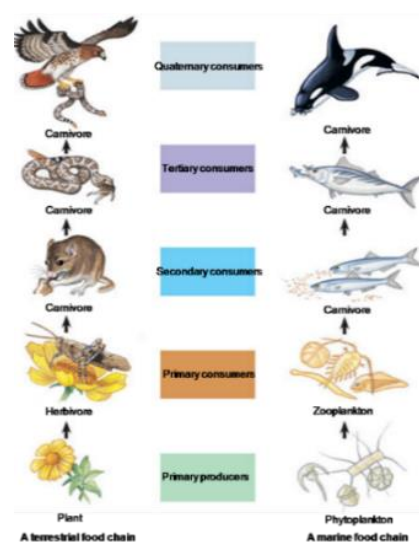 Quaternary consumers
Carnivore
Carnivore
Tertiary consumers
Carnivore
Carnivore
Secondary consumers
Carnivore
Carnivore
Primary consumers
Herbivore
Zooplankton
Primary producers
Plant
Phytoplankton
A terrestrial food chain
A marine food chain